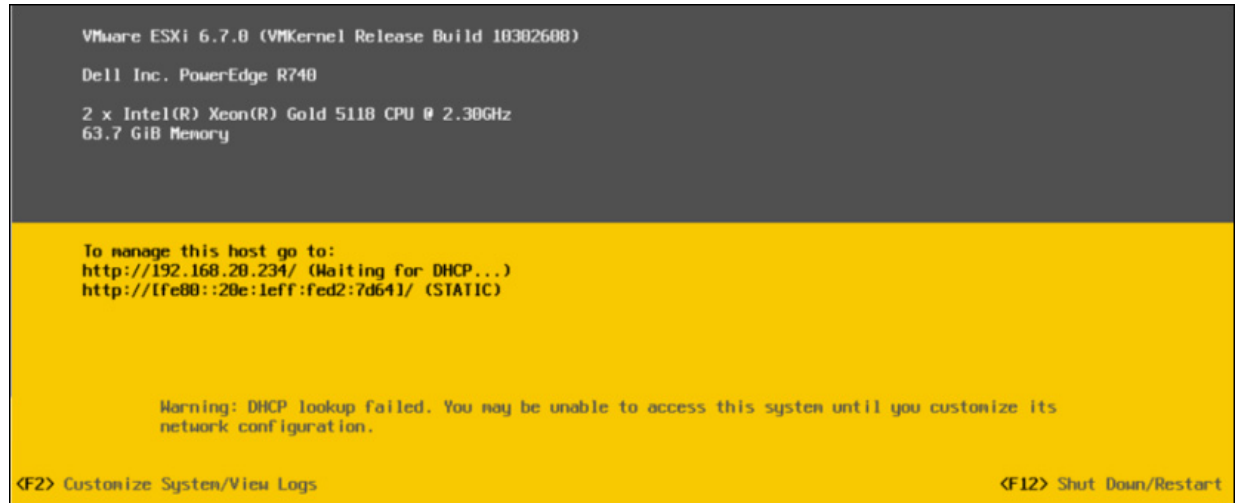 VMware ESXi 6.7.0 (VMKernel Release Build 10302608)
Dell Inc. PowerEdge R740
2 x Intel(R) Xeon(R) Gold 5118 CPU @ 2.30GHz
63.7 GiB Memory
To manage this host go to:
http://192.168.20.234/ (Waiting for DHCP...)
http://[fe80::20e:1eff:fed2:7d64]/ (STATIC)
Warning: DHCP lookup failed. You may be unable to access this system until you customize its
network configuration.
<F2> Customize System/View Logs
<F12> Shut Down/Restart